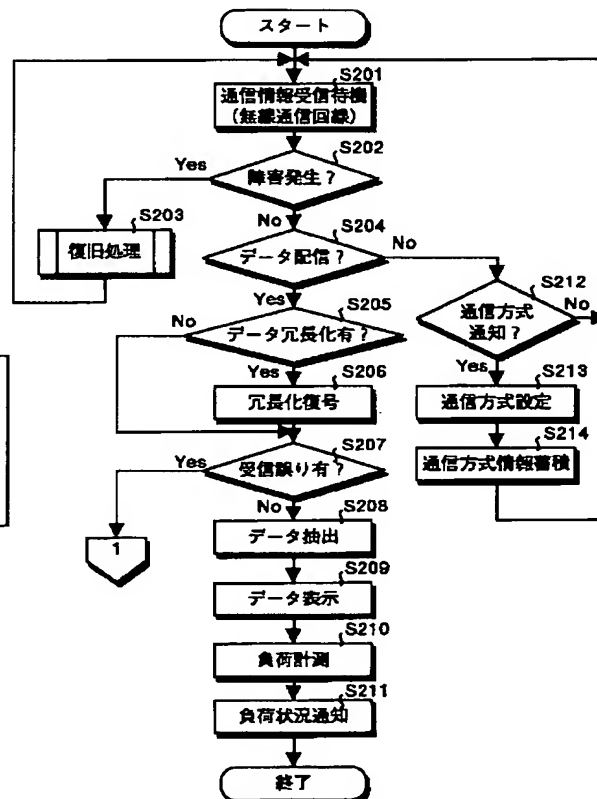 スタート
S201
通信情報受信待機
(無線通信回線)
S202
Yes
障害発生?
S203
No
S204
復旧処理
データ配信?
No
Yes
S205
S212
No
データ冗長化有?
通信方式
通知?
No
Yes
S206
Yes
S213
冗長化復号
通信方式設定
S207
S214
Yes
受信誤り有?
通信方式情報蓄積
No
S208
1
データ抽出
S209
データ表示
S210
負荷計測
S211
負荷状況通知
終了